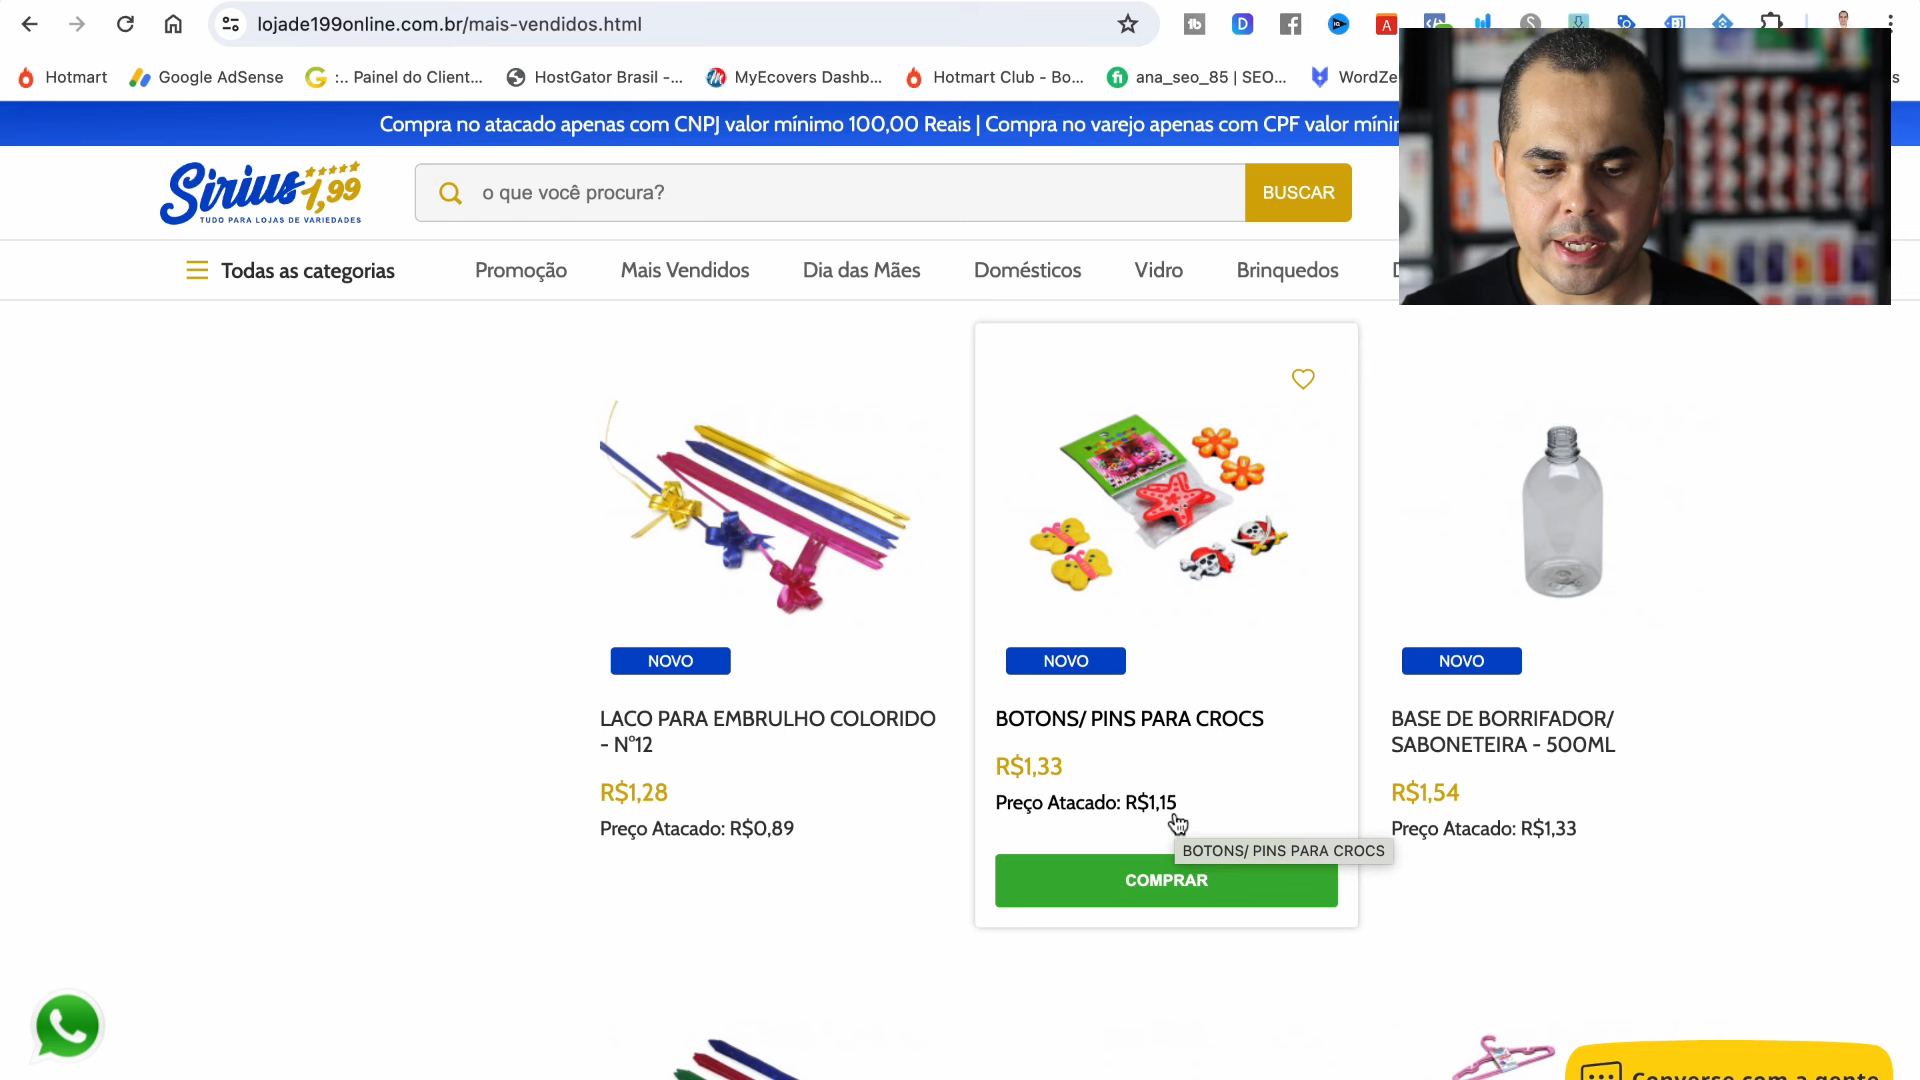 lojade199online.com.br/mais-vendidos.html
Hotmart
Google AdSense
:.. Painel do Client...
HostGator Brasil -...
MyEcovers Dashb...
Hotmart Club - Bo...
ana_seo_85 | SEO...
WordZe
Compra no atacado apenas com CNPJ valor mínimo 100,00 Reais | Compra no varejo apenas com CPF valor mínir
Sirius 1,99
TUDO PARA LOJAS DE VARIEDADES
o que você procura?
BUSCAR
Todas as categorias
Promoção
Mais Vendidos
Dia das Mães
Domésticos
Vidro
Brinquedos
NOVO
NOVO
NOVO
LACO PARA EMBRULHO COLORIDO
- N°12
R$1,28
Preço Atacado: R$0,89
BOTONS/ PINS PARA CROCS
R$1,33
Preço Atacado: R$1,15
BOTONS/ PINS PARA CROCS
COMPRAR
BASE DE BORRIFADOR/
SABONETEIRA - 500ML
R$1,54
Preço Atacado: R$1,33
Converse com a gente